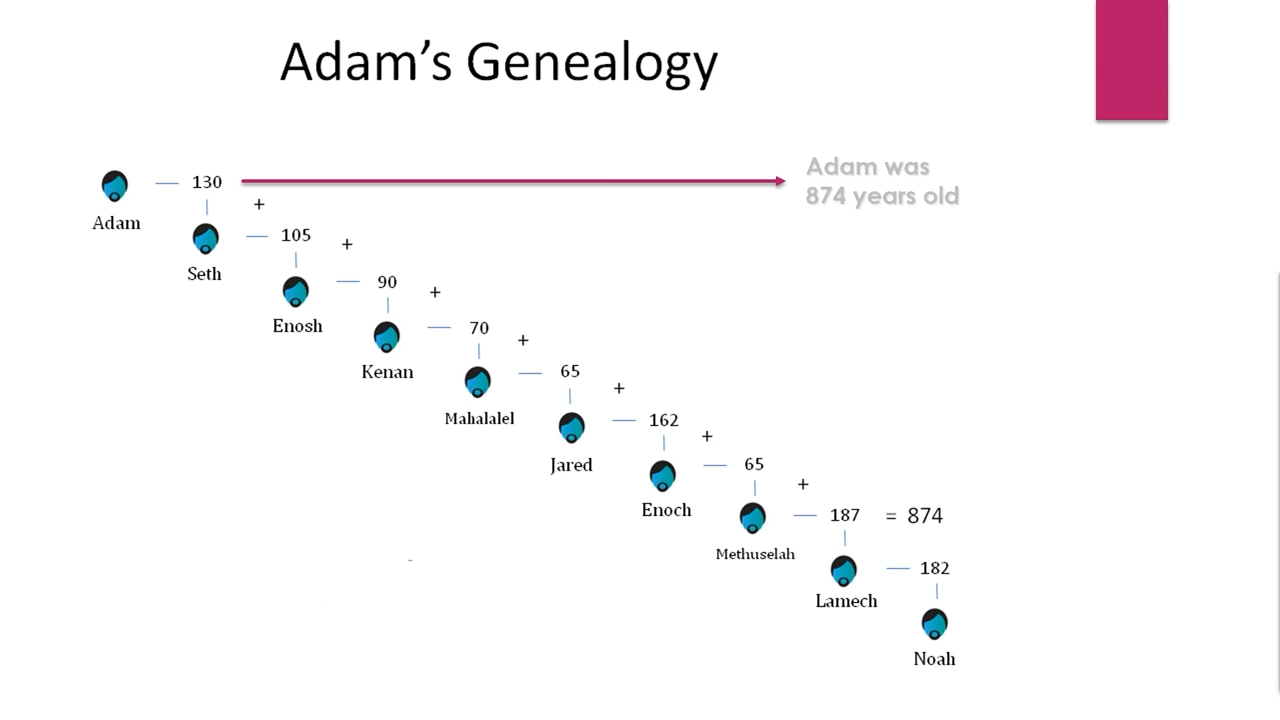 Adam’s Genealogy
Adam was
874 years old
130
+
Adam
105
+
Seth
90
+
Enosh
70
+
Kenan
65
+
Mahalalel
162
+
Jared
65
+
Enoch
187 = 874
Methuselah
182
Lamech
Noah